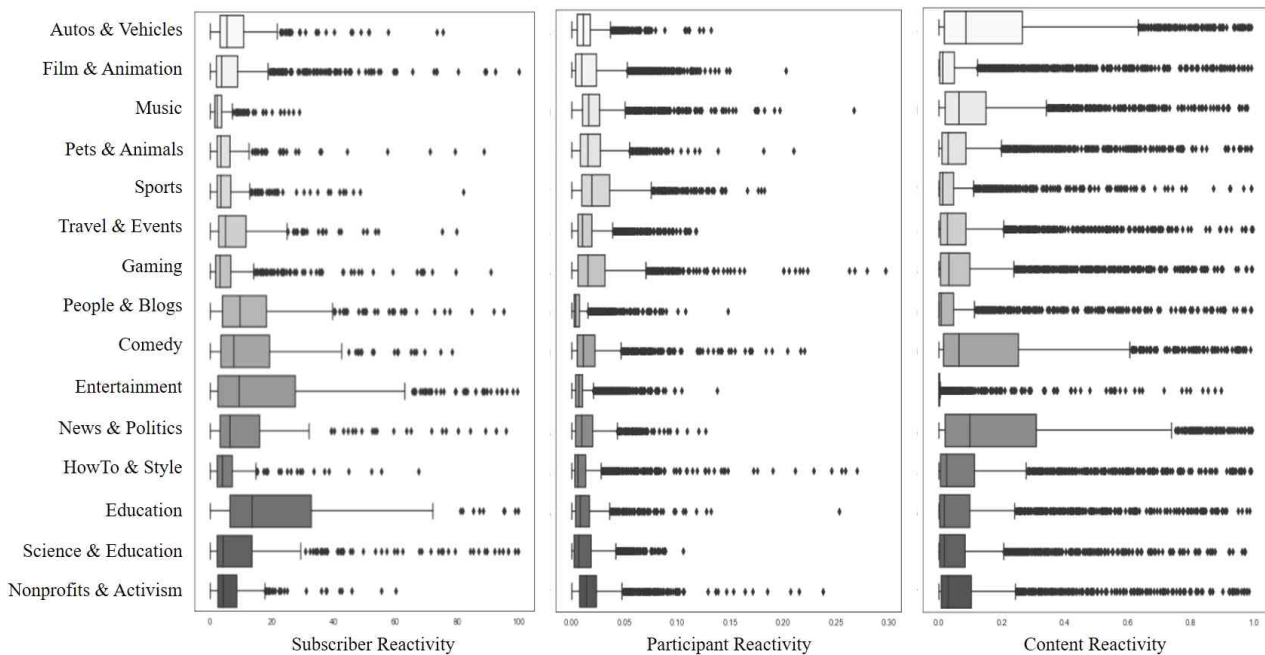 Autos & Vehicles
Film & Animation
Music
Pets & Animals
Sports
Travel & Events
Gaming
People & Blogs
Comedy
Entertainment
News & Politics
HowTo & Style
Education
Science & Education
Nonprofits & Activism
0 20 40 60 80 100
0.00 0.05 0.10 0.15 0.20 0.25 0.30
0.0 0.2 0.4 0.6 0.8 1.0
Subscriber Reactivity
Participant Reactivity
Content Reactivity